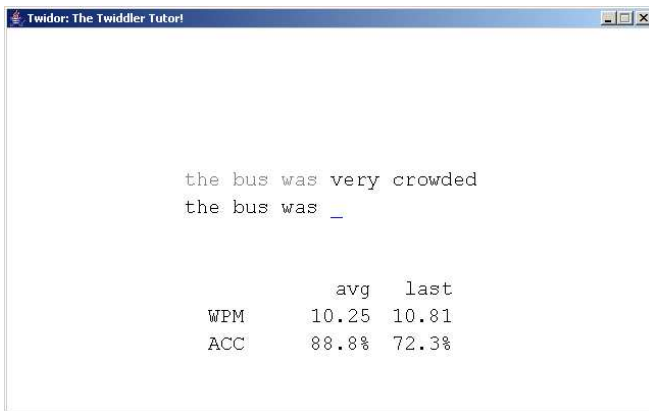 Twidor: The Twiddler Tutor!
the bus was very crowded
the bus was _
avg last
WPM 10.25 10.81
ACC 88.8% 72.3%